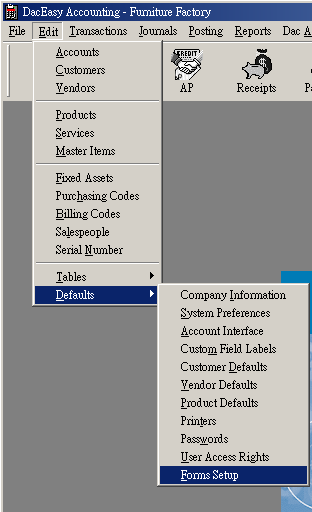 DacEasy Accounting - Furniture Factory
File Edit Transactions Journals Posting Reports Dac A
Accounts
Customers
Vendors
CREDIT
AP
Receipts
Products
Services
Master Items
Fixed Assets
Purchasing Codes
Billing Codes
Salespeople
Serial Number
Tables
Defaults
Company Information
System Preferences
Account Interface
Custom Field Labels
Customer Defaults
Vendor Defaults
Product Defaults
Printers
Passwords
User Access Rights
Forms Setup